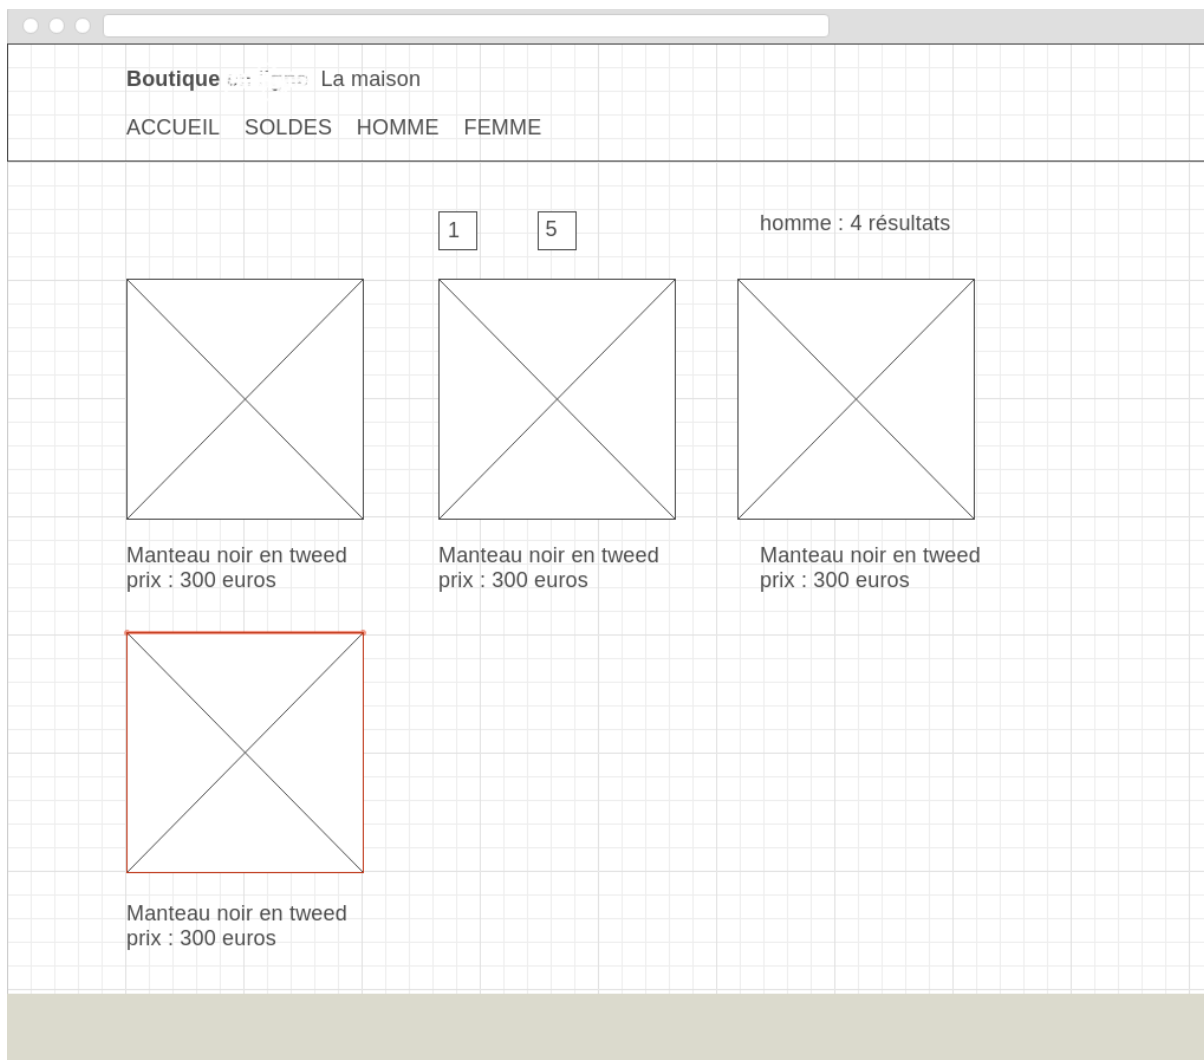 Boutique La maison
ACCUEIL SOLDES HOMME FEMME
1 5 homme : 4 résultats
Manteau noir en tweed
prix : 300 euros
Manteau noir en tweed
prix : 300 euros
Manteau noir en tweed
prix : 300 euros
Manteau noir en tweed
prix : 300 euros